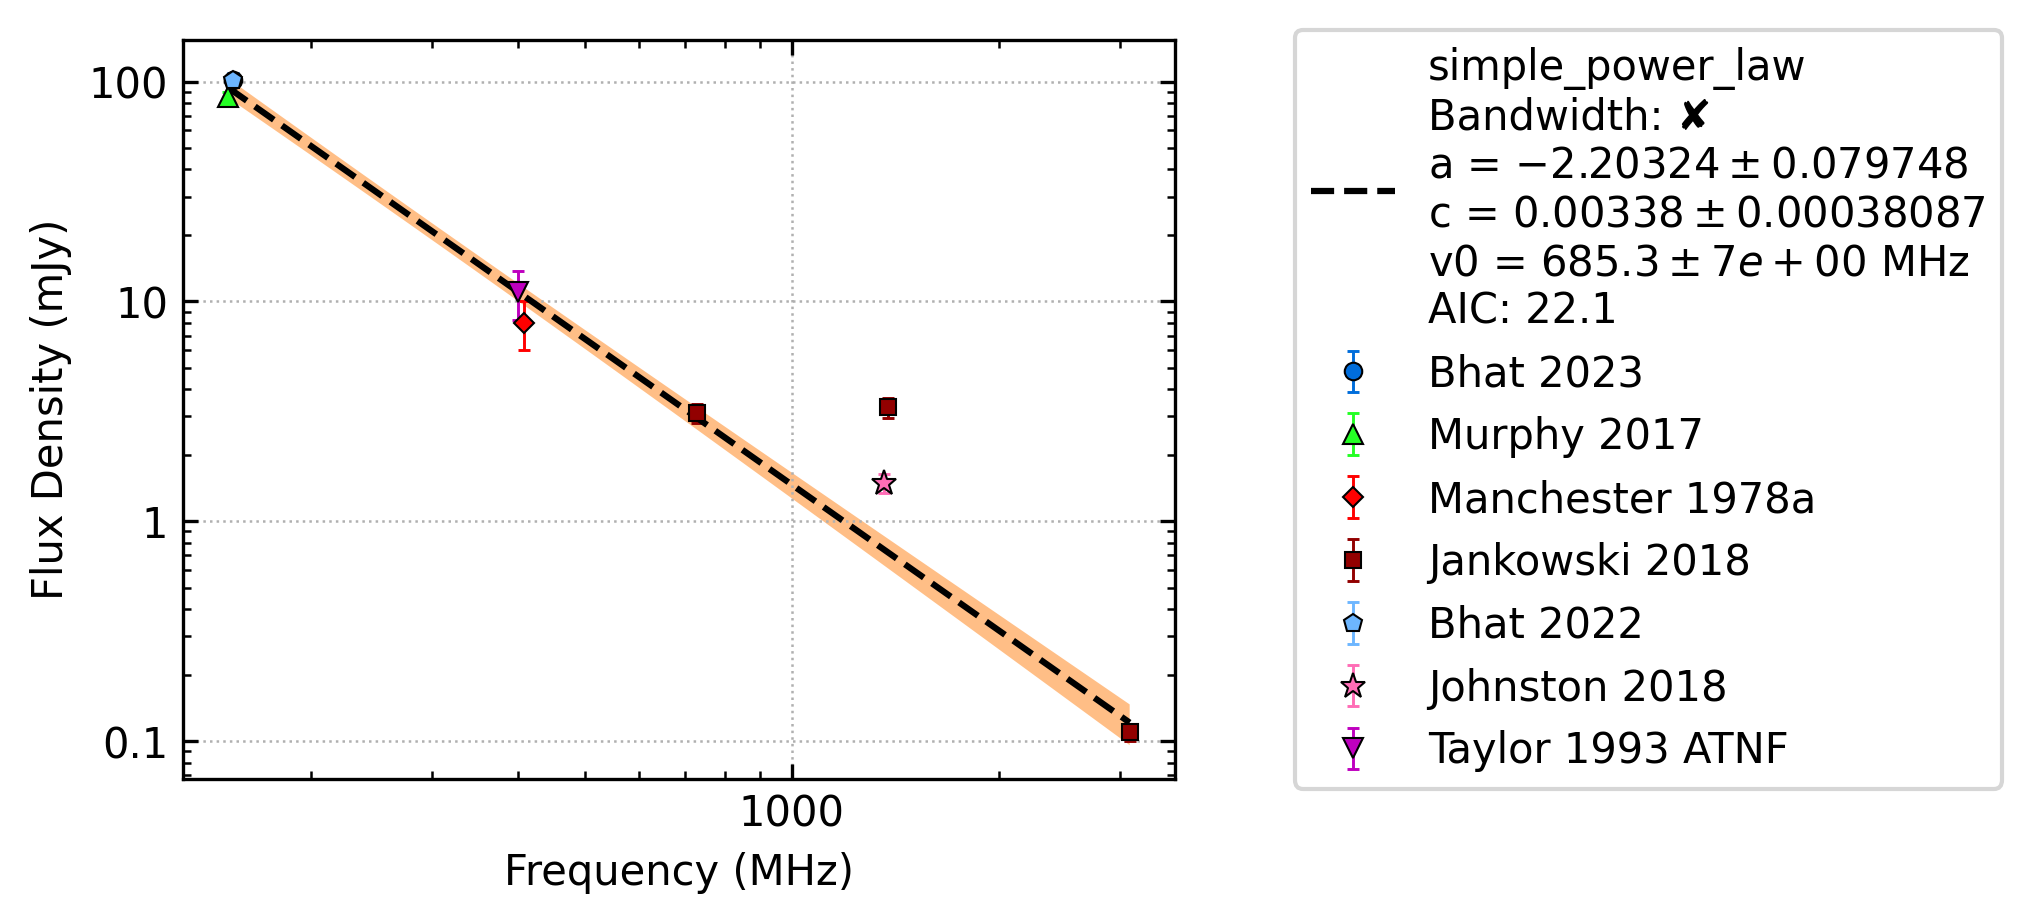 100
10
1
0.1
Flux Density (mJy)
1000
Frequency (MHz)
simple_power_law
Bandwidth: ✘
a = −2.20324 ± 0.079748
c = 0.00338 ± 0.00038087
v0 = 685.3 ± 7e + 00 MHz
AIC: 22.1
Bhat 2023
Murphy 2017
Manchester 1978a
Jankowski 2018
Bhat 2022
Johnston 2018
Taylor 1993 ATNF